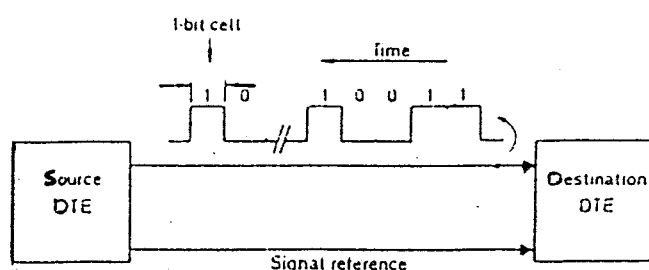 1-bit cell
Time
1 0 1 0 0 1 1
Source
DTE
Destination
DTE
Signal reference